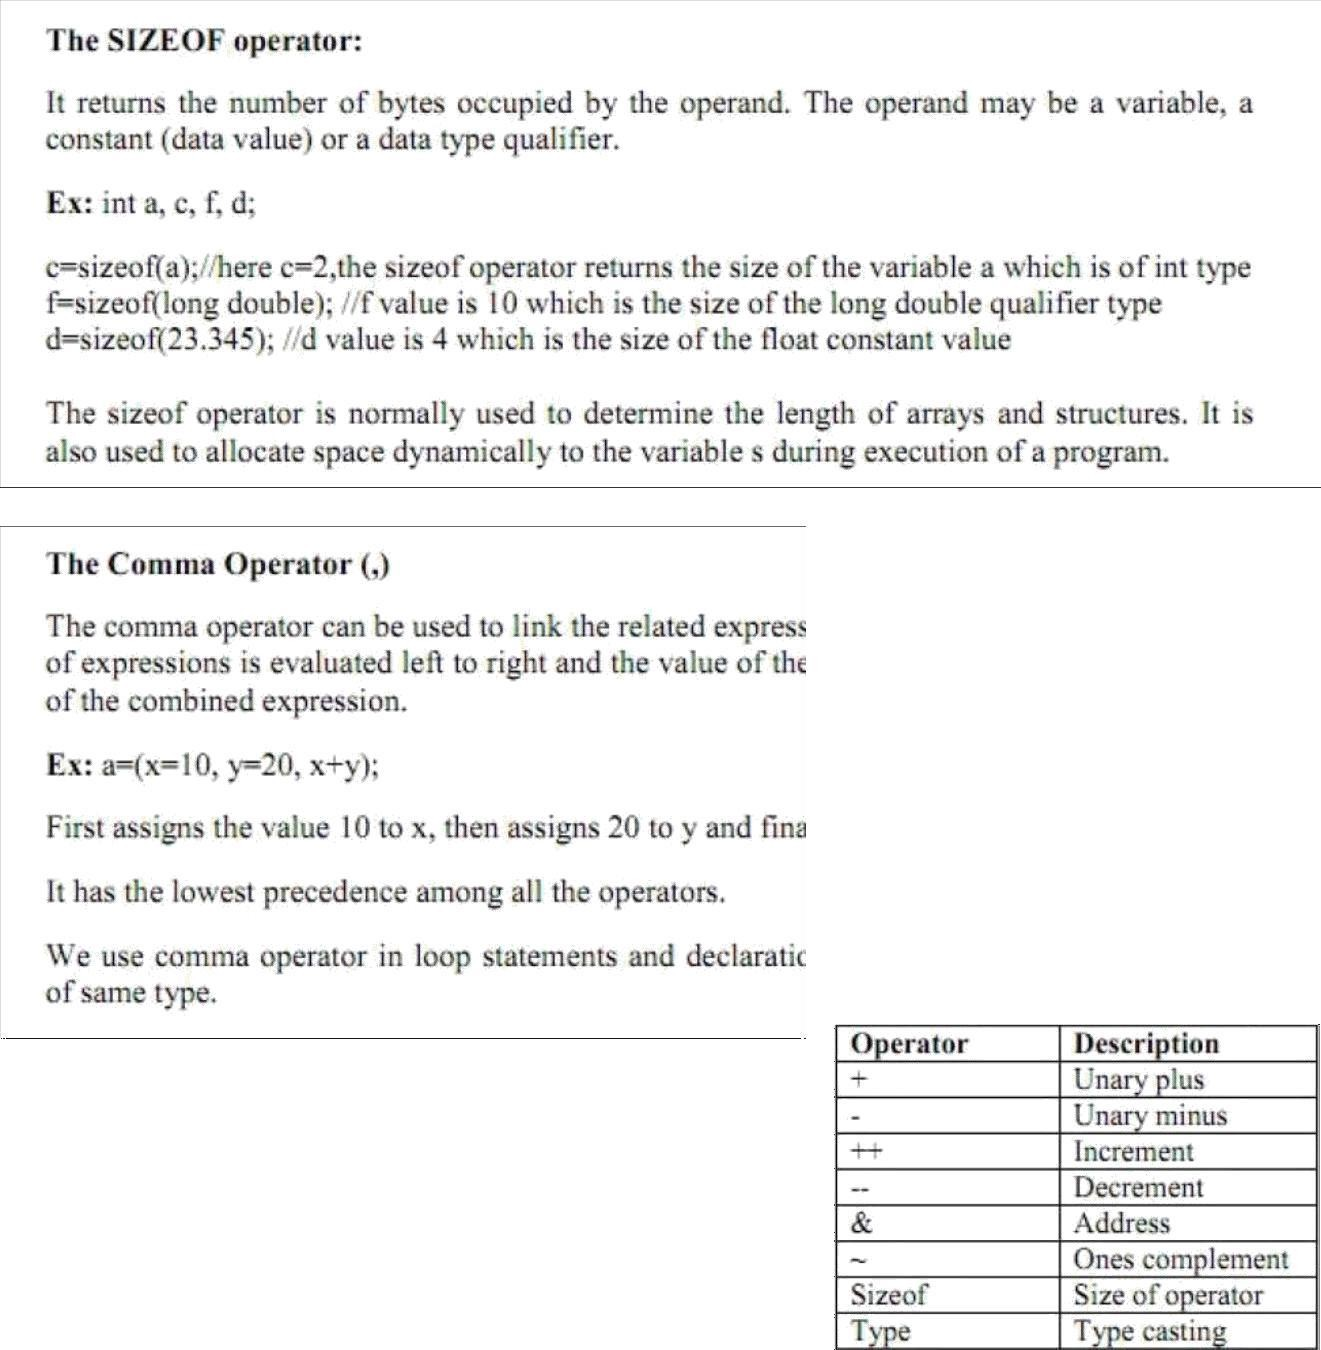 The SIZEOF operator:
It returns the number of bytes occupied by the operand. The operand may be a variable, a
constant (data value) or a data type qualifier.
Ex: int a, c, f, d;
c=sizeof(a);//here c=2,the sizeof operator returns the size of the variable a which is of int type
f=sizeof(long double); //f value is 10 which is the size of the long double qualifier type
d=sizeof(23.345); //d value is 4 which is the size of the float constant value
The sizeof operator is normally used to determine the length of arrays and structures. It is
also used to allocate space dynamically to the variable s during execution of a program.
The Comma Operator (,)
The comma operator can be used to link the related express
of expressions is evaluated left to right and the value of the
of the combined expression.
Ex: a=(x=10, y=20, x+y);
First assigns the value 10 to x, then assigns 20 to y and fina
It has the lowest precedence among all the operators.
We use comma operator in loop statements and declaratic
of same type.
Operator Description
+ Unary plus
- Unary minus
++ Increment
-- Decrement
& Address
~ Ones complement
Sizeof Size of operator
Type Type casting